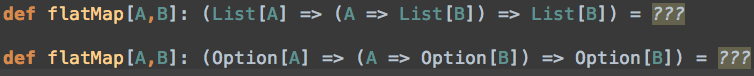 def flatMap[A,B]: (List[A] => (A => List[B]) => List[B]) = ???
def flatMap[A,B]: (Option[A] => (A => Option[B]) => Option[B]) = ???